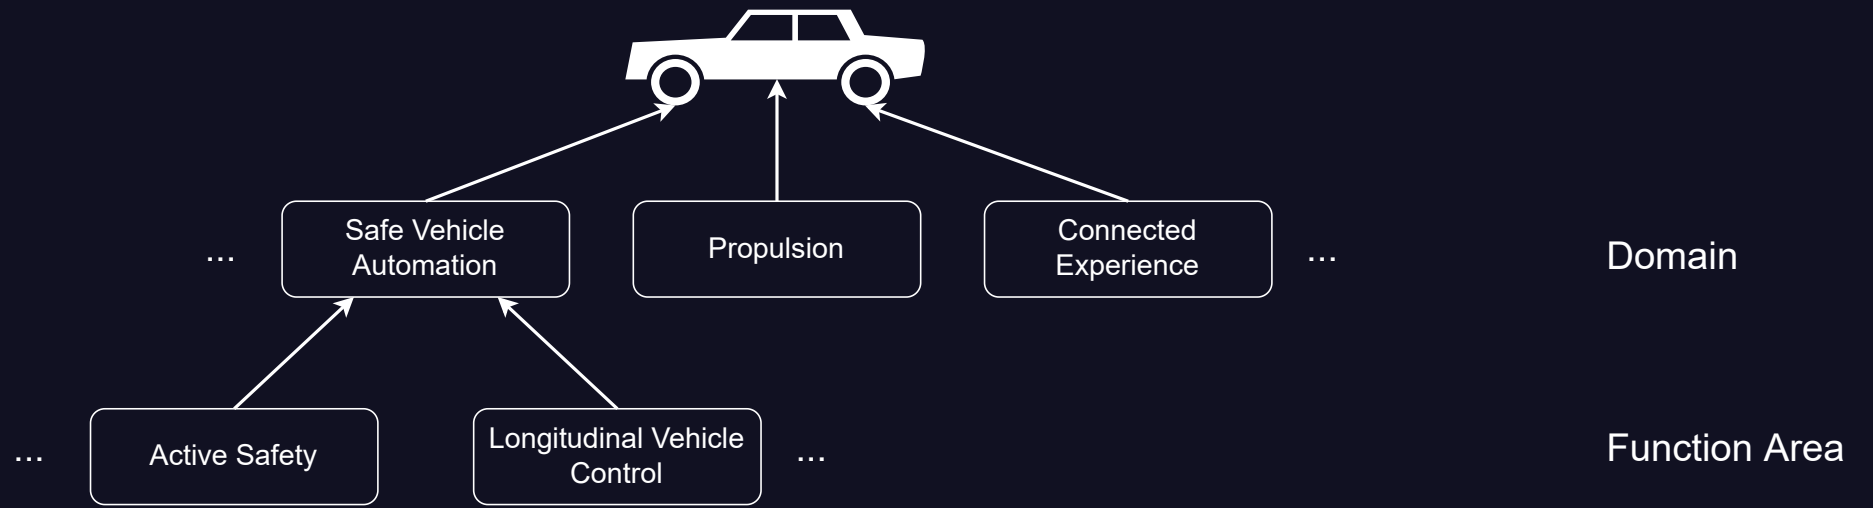 ... Safe Vehicle
Automation
Propulsion
Connected
Experience
...
Domain
... Active Safety
Longitudinal Vehicle
Control
...
Function Area